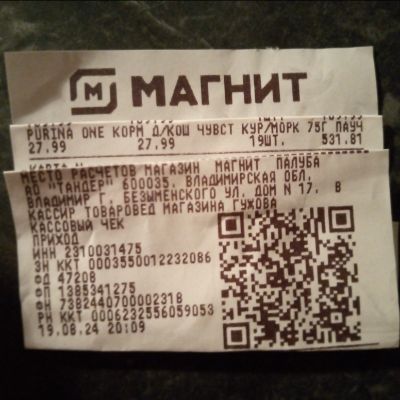 М МАГНИТ
PURINA ONE КОРМ Д/КОШ ЧУВСТ КУР/МОРК 75Г ПАУЧ
27.99 27.99 19ШТ. 531.81
МЕСТО РАСЧЕТОВ МАГАЗИН МАГНИТ ПАЛУБА
АО "ТАНДЕР" 600035, ВЛАДИМИРСКАЯ ОБЛ,
ВЛАДИМИР Г, БЕЗЫМЕНСКОГО УЛ, ДОМ N 17, В
КАССИР ТОВАРОВЕД МАГАЗИНА ГУЖОВА
КАССОВЫЙ ЧЕК
ПРИХОД
ИНН 2310031475
ЗН ККТ 0003550012232086
ФД 47208
ФП 1385341275
ФН 7382440700002318
РН ККТ 0006232556059053
19.08.24 20:09